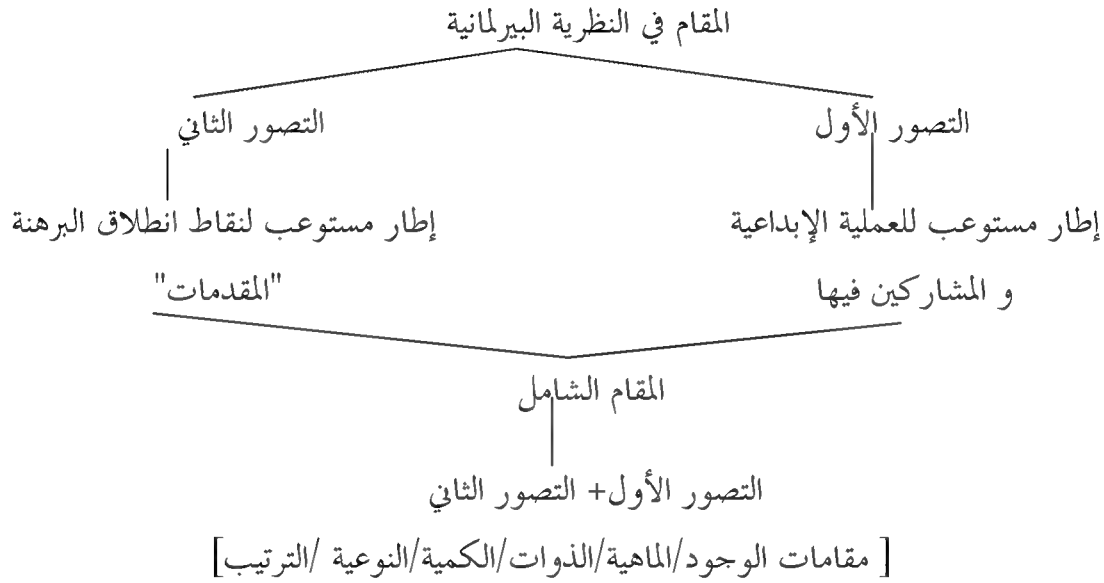 المقام في النظرية البيرلمانية
التصور الأول
التصور الثاني
إطار مستوعب للعملية الإبداعية
و المشاركين فيها
إطار مستوعب لنقاط انطلاق البرهنة
"المقدمات"
المقام الشامل
التصور الأول+ التصور الثاني
[ مقامات الوجود/الماهية/الذوات/الكمية/النوعية /الترتيب]